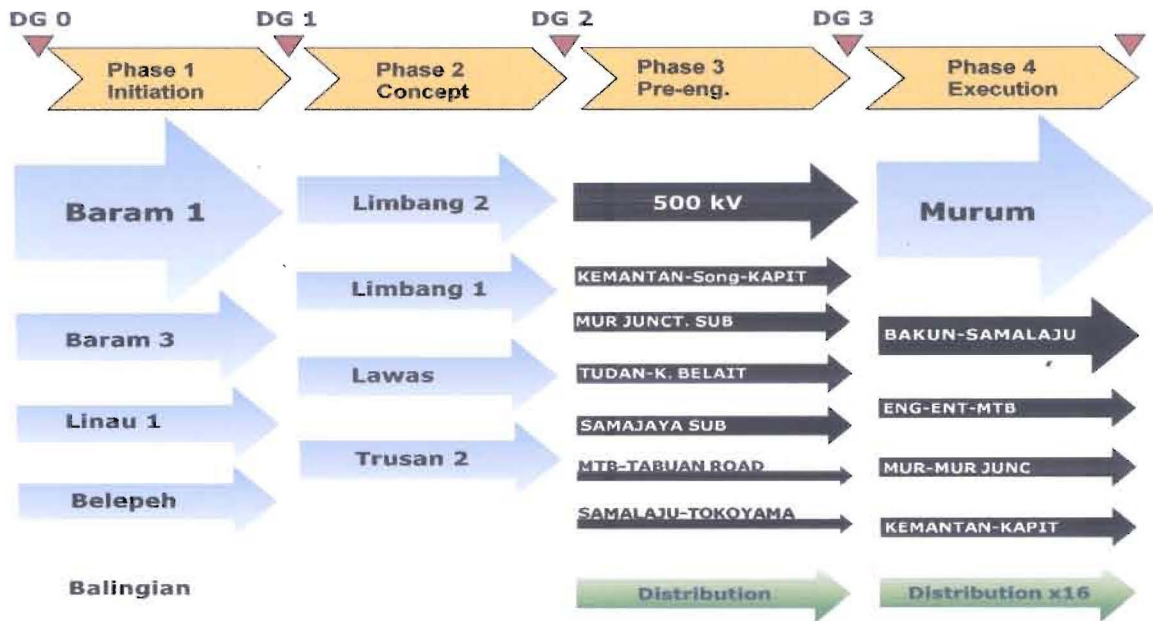 DG 0
DG 1
DG 2
DG 3
Phase 1
Initiation
Phase 2
Concept
Phase 3
Pre-eng.
Phase 4
Execution
Baram 1
Baram 3
Linau 1
Belepeh
Balingian
Limbang 2
Limbang 1
Lawas
Trusan 2
500 kV
KEMANTAN-Song-KAPIT
MUR JUNCT. SUB
TUDAN-K. BELAIT
SAMAJAYA SUB
MTB-TABUAN ROAD
SAMALAJU-TOKOYAMA
Distribution
Murum
BAKUN-SAMALAJU
ENG-ENT-MTB
MUR-MUR JUNC
KEMANTAN-KAPIT
Distribution x16